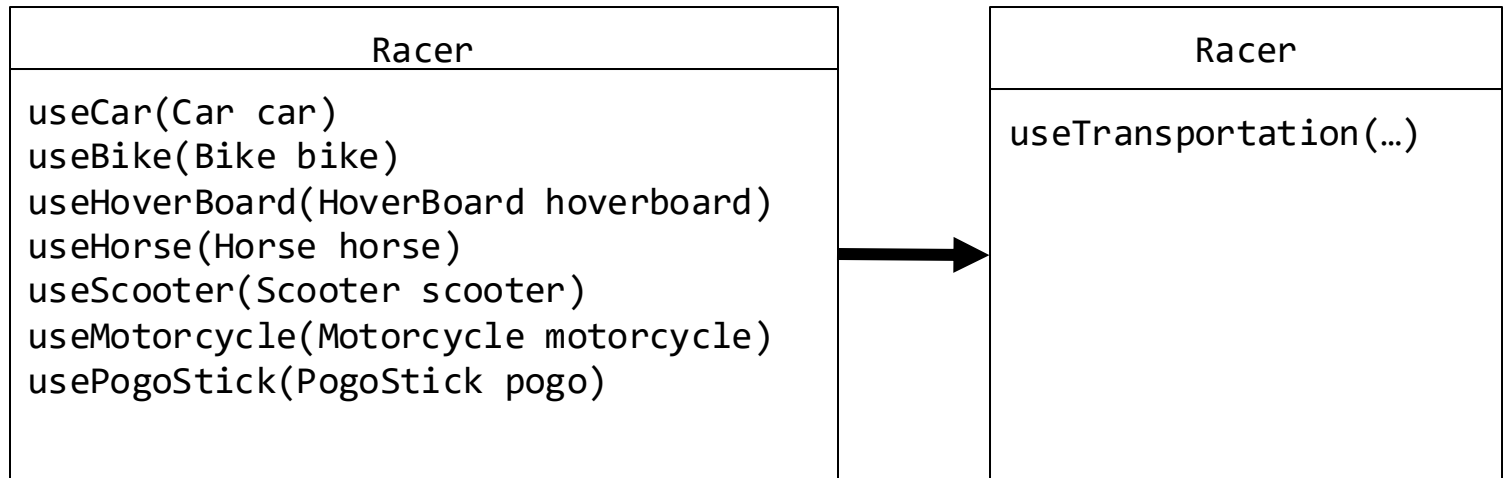 Racer
useCar(Car car)
useBike(Bike bike)
useHoverBoard(HoverBoard hoverboard)
useHorse(Horse horse)
useScooter(Scooter scooter)
useMotorcycle(Motorcycle motorcycle)
usePogoStick(PogoStick pogo)
Racer
useTransportation(…)